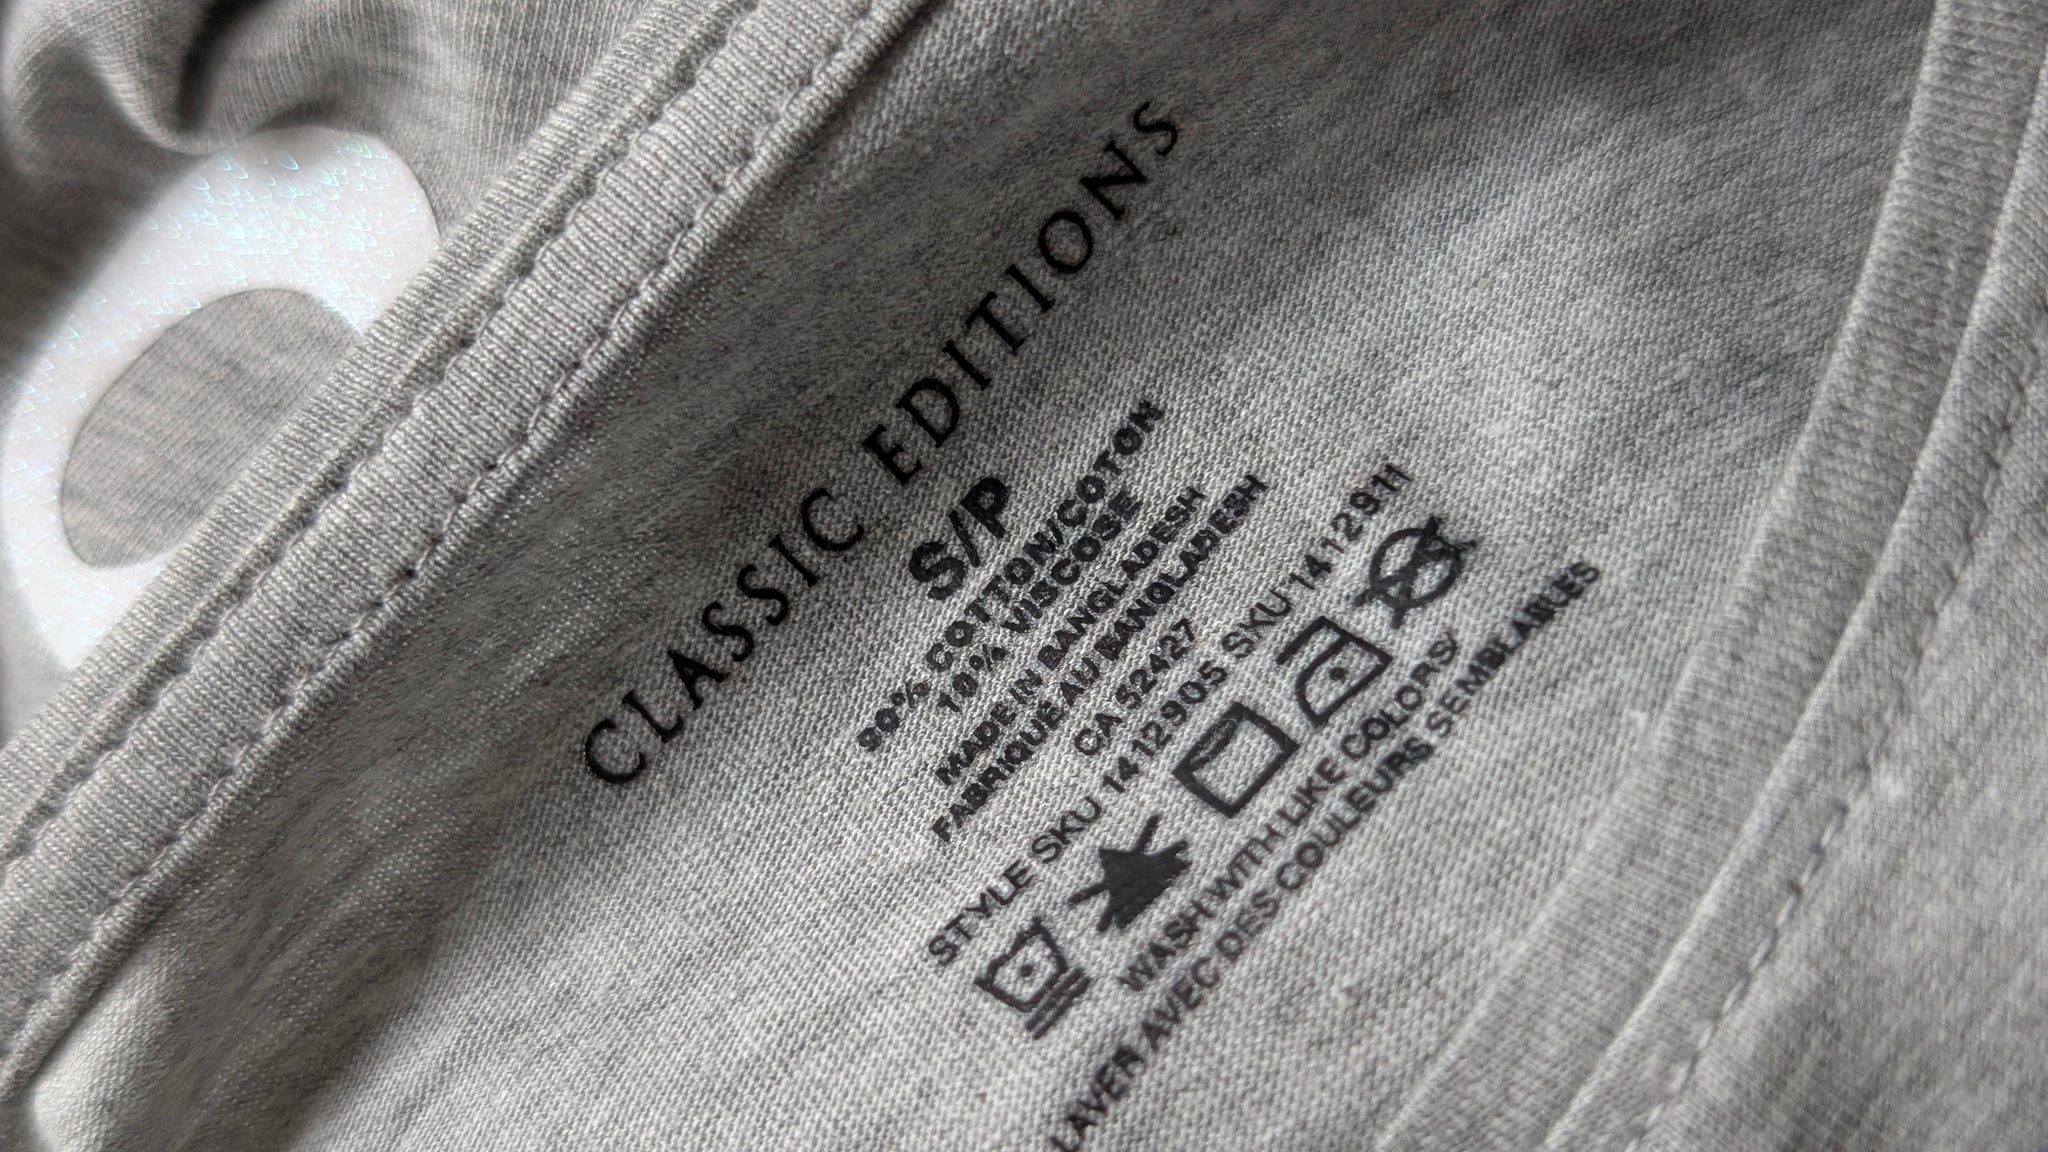 CLASSIC EDITIONS
S/P
90% COTTON/COTON
10% VISCOSE
MADE IN BANGLADESH
FABRIQUE AU BANGLADESH
CA 52427
STYLE SKU 1412905 SKU 1412911
WASH WITH LIKE COLORS/
LAVER AVEC DES COULEURS SEMBLABLES